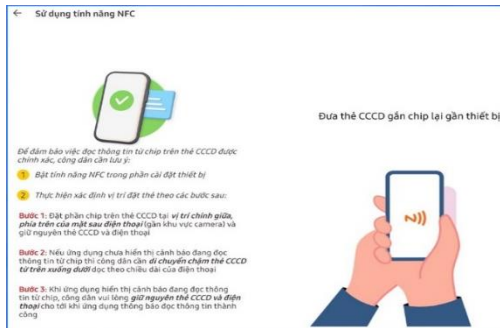 ← Sử dụng tính năng NFC
Để đảm bảo việc đọc thông tin từ chip trên thẻ CCCD được
chính xác, công dân cần lưu ý:
1 Bật tính năng NFC trong phần cài đặt thiết bị
2 Thực hiện xác định vị trí đặt thẻ theo các bước sau:
Bước 1: Đặt phần chip trên thẻ CCCD tại vị trí chính giữa,
phía trên của mặt sau điện thoại (gần khu vực camera) và
giữ nguyên thẻ CCCD và điện thoại
Bước 2: Nếu ứng dụng chưa hiển thị cảnh báo đang đọc
thông tin từ chip thì công dân cần di chuyển chậm thẻ CCCD
từ trên xuống dưới dọc theo chiều dài của điện thoại
Bước 3: Khi ứng dụng hiển thị cảnh báo đang đọc thông
tin từ chip, công dân vui lòng giữ nguyên thẻ CCCD và điện
thoại cho tới khi ứng dụng thông báo đọc thông tin thành
công
Đưa thẻ CCCD gắn chip lại gần thiết bị